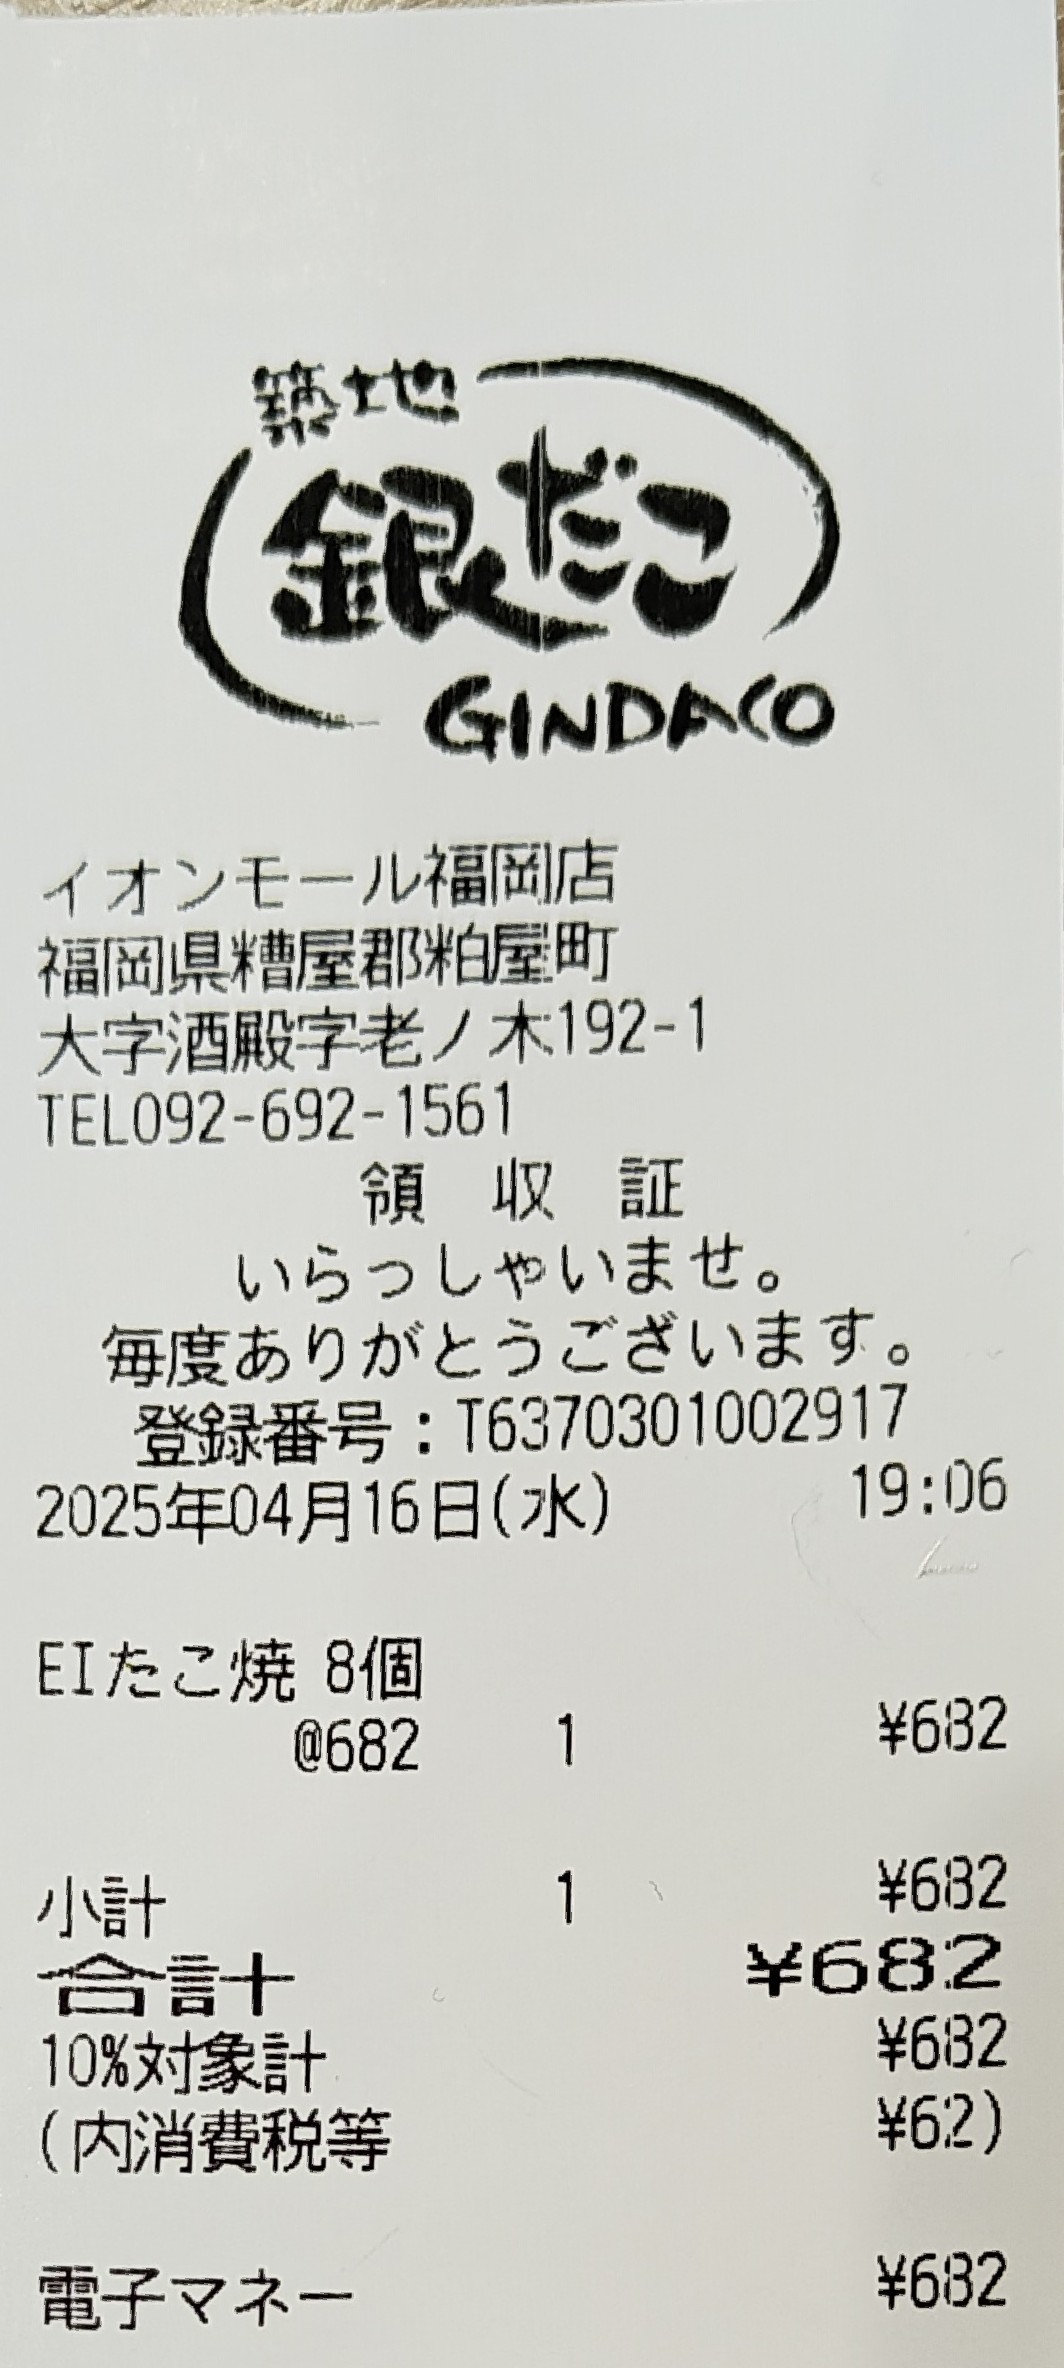 築地
銀だこ
GINDACO
イオンモール福岡店
福岡県糟屋郡粕屋町
大字酒殿字老ノ木192-1
TEL092-692-1561
領 収 証
いらっしゃいませ。
毎度ありがとうございます。
登録番号：T6370301002917
2025年04月16日(水) 19:06
EIたこ焼 8個
@682 1 ¥682
小計 1 ¥682
合計 ¥682
10%対象計 ¥682
(内消費税等 ¥62)
電子マネー ¥682